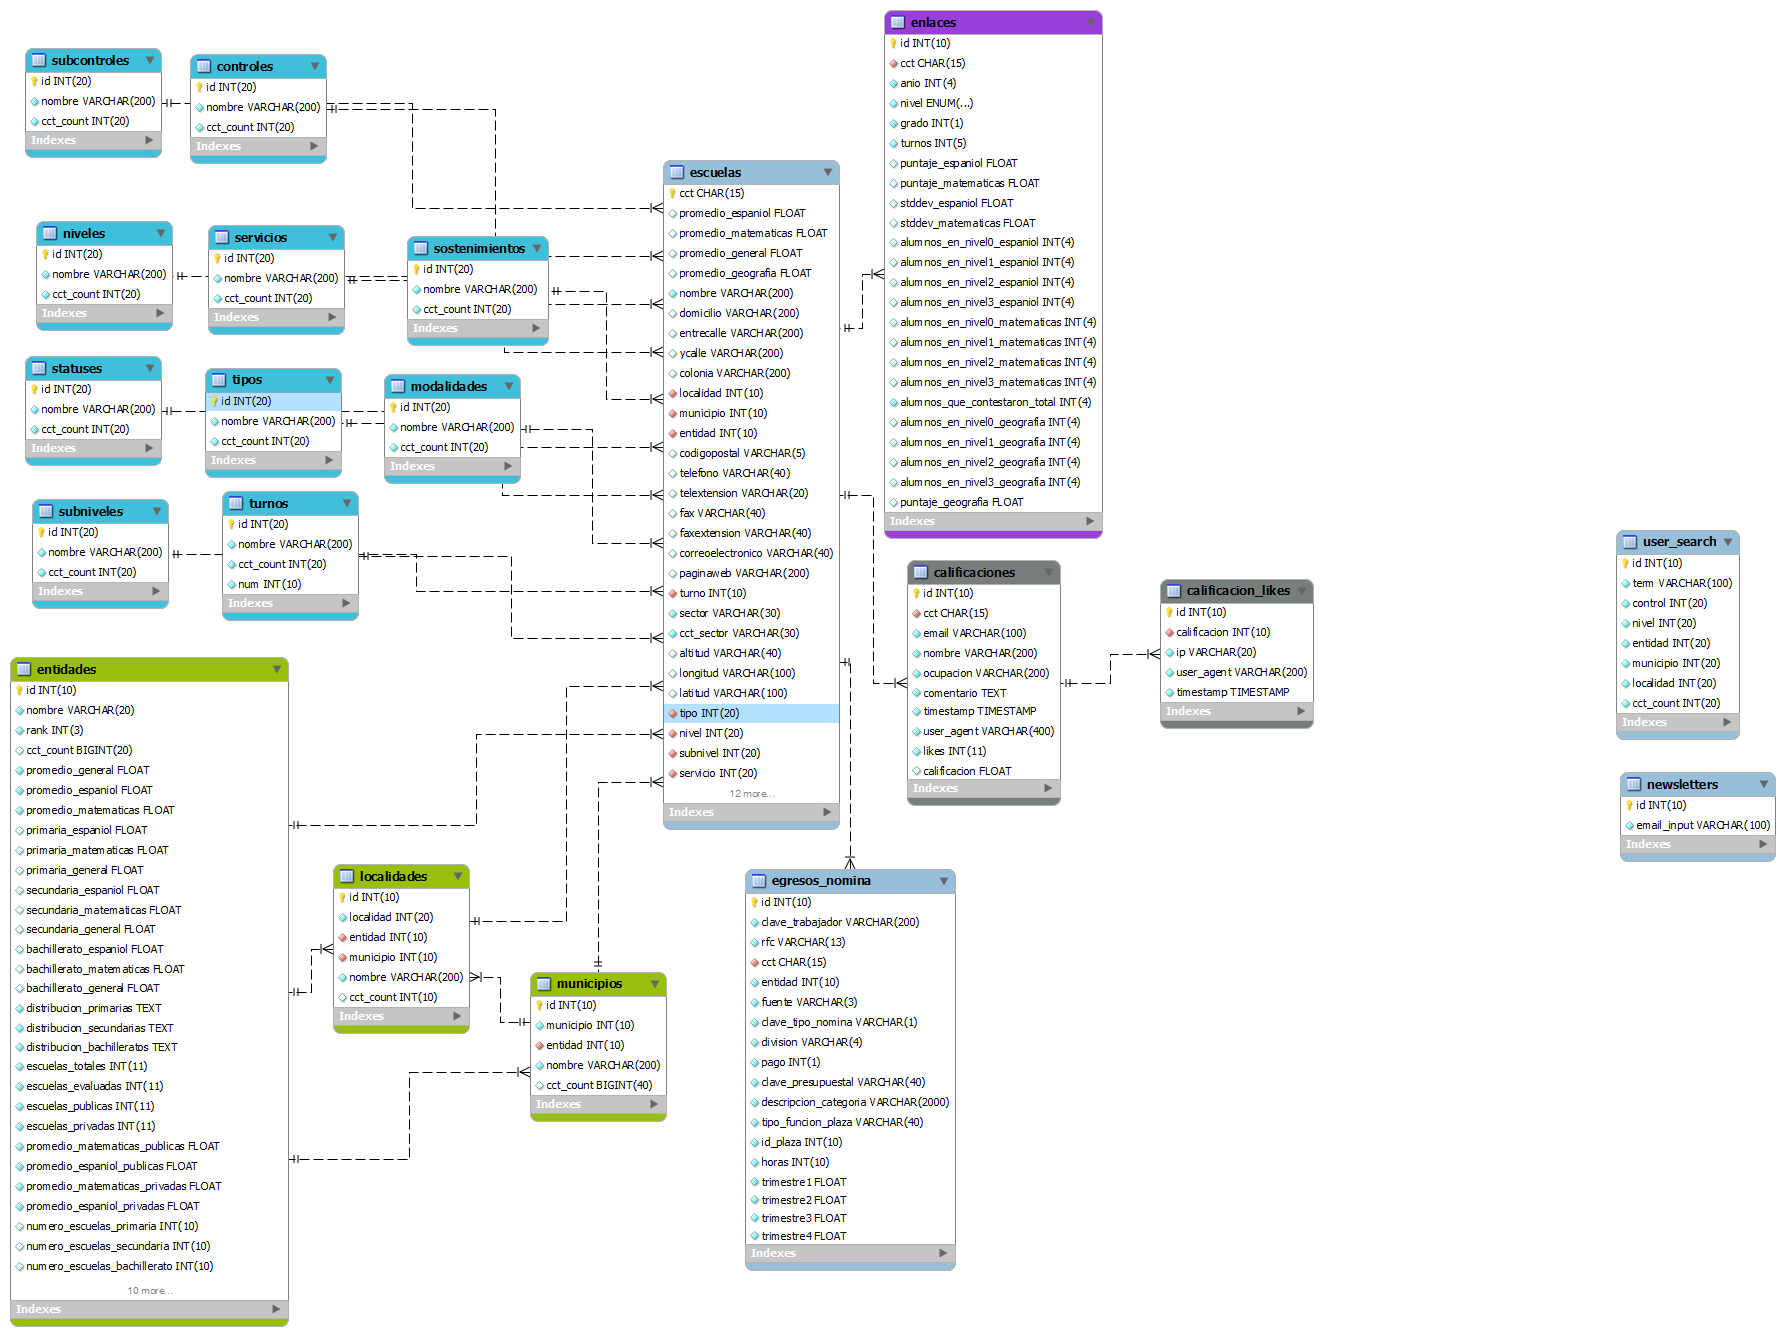 subcontroles
id INT(20)
nombre VARCHAR(200)
cct_count INT(20)
Indexes
controles
id INT(20)
nombre VARCHAR(200)
cct_count INT(20)
Indexes
niveles
id INT(20)
nombre VARCHAR(200)
cct_count INT(20)
Indexes
servicios
id INT(20)
nombre VARCHAR(200)
cct_count INT(20)
Indexes
sostenimientos
id INT(20)
nombre VARCHAR(200)
cct_count INT(20)
Indexes
statuses
id INT(20)
nombre VARCHAR(200)
cct_count INT(20)
Indexes
tipos
id INT(20)
nombre VARCHAR(200)
cct_count INT(20)
Indexes
modalidades
id INT(20)
nombre VARCHAR(200)
cct_count INT(20)
Indexes
subniveles
id INT(20)
nombre VARCHAR(200)
cct_count INT(20)
Indexes
turnos
id INT(20)
nombre VARCHAR(200)
cct_count INT(20)
num INT(10)
Indexes
entidades
id INT(10)
nombre VARCHAR(20)
rank INT(3)
cct_count BIGINT(20)
promedio_general FLOAT
promedio_espaniol FLOAT
promedio_matematicas FLOAT
primaria_espaniol FLOAT
primaria_matematicas FLOAT
primaria_general FLOAT
secundaria_espaniol FLOAT
secundaria_matematicas FLOAT
secundaria_general FLOAT
bachillerato_espaniol FLOAT
bachillerato_matematicas FLOAT
bachillerato_general FLOAT
distribucion_primarias TEXT
distribucion_secundarias TEXT
distribucion_bachilleratos TEXT
escuelas_totales INT(11)
escuelas_evaluadas INT(11)
escuelas_publicas INT(11)
escuelas_privadas INT(11)
promedio_matematicas_publicas FLOAT
promedio_espaniol_publicas FLOAT
promedio_matematicas_privadas FLOAT
promedio_espaniol_privadas FLOAT
numero_escuelas_primaria INT(10)
numero_escuelas_secundaria INT(10)
numero_escuelas_bachillerato INT(10)
10 more...
Indexes
localidades
id INT(10)
localidad INT(20)
entidad INT(10)
municipio INT(10)
nombre VARCHAR(200)
cct_count INT(10)
Indexes
municipios
id INT(10)
municipio INT(10)
entidad INT(10)
nombre VARCHAR(200)
cct_count BIGINT(40)
Indexes
escuelas
cct CHAR(15)
promedio_espaniol FLOAT
promedio_matematicas FLOAT
promedio_general FLOAT
promedio_geografia FLOAT
nombre VARCHAR(200)
domicilio VARCHAR(200)
entrecalle VARCHAR(200)
ycalle VARCHAR(200)
colonia VARCHAR(200)
localidad INT(10)
municipio INT(10)
entidad INT(10)
codigopostal VARCHAR(5)
telefono VARCHAR(40)
telextension VARCHAR(20)
fax VARCHAR(40)
faxextension VARCHAR(40)
correoelectronico VARCHAR(40)
paginaweb VARCHAR(200)
turno INT(10)
sector VARCHAR(30)
cct_sector VARCHAR(30)
altitud VARCHAR(40)
longitud VARCHAR(100)
latitud VARCHAR(100)
tipo INT(20)
nivel INT(20)
subnivel INT(20)
servicio INT(20)
12 more...
Indexes
enlaces
id INT(10)
cct CHAR(15)
anio INT(4)
nivel ENUM(...)
grado INT(1)
turnos INT(5)
puntaje_espaniol FLOAT
puntaje_matematicas FLOAT
stddev_espaniol FLOAT
stddev_matematicas FLOAT
alumnos_en_nivel0_espaniol INT(4)
alumnos_en_nivel1_espaniol INT(4)
alumnos_en_nivel2_espaniol INT(4)
alumnos_en_nivel3_espaniol INT(4)
alumnos_en_nivel0_matematicas INT(4)
alumnos_en_nivel1_matematicas INT(4)
alumnos_en_nivel2_matematicas INT(4)
alumnos_en_nivel3_matematicas INT(4)
alumnos_que_contestaron_total INT(4)
alumnos_en_nivel0_geografia INT(4)
alumnos_en_nivel1_geografia INT(4)
alumnos_en_nivel2_geografia INT(4)
alumnos_en_nivel3_geografia INT(4)
puntaje_geografia FLOAT
Indexes
calificaciones
id INT(10)
cct CHAR(15)
email VARCHAR(100)
nombre VARCHAR(200)
ocupacion VARCHAR(200)
comentario TEXT
timestamp TIMESTAMP
user_agent VARCHAR(400)
likes INT(11)
calificacion FLOAT
Indexes
calificacion_likes
id INT(10)
calificacion INT(10)
ip VARCHAR(20)
user_agent VARCHAR(200)
timestamp TIMESTAMP
Indexes
egresos_nomina
id INT(10)
clave_trabajador VARCHAR(200)
rfc VARCHAR(13)
cct CHAR(15)
entidad INT(10)
fuente VARCHAR(3)
clave_tipo_nomina VARCHAR(1)
division VARCHAR(4)
pago INT(1)
clave_presupuestal VARCHAR(40)
descripcion_categoria VARCHAR(2000)
tipo_funcion_plaza VARCHAR(40)
id_plaza INT(10)
horas INT(10)
trimestre1 FLOAT
trimestre2 FLOAT
trimestre3 FLOAT
trimestre4 FLOAT
Indexes
user_search
id INT(10)
term VARCHAR(100)
control INT(20)
nivel INT(20)
entidad INT(20)
municipio INT(20)
localidad INT(20)
cct_count INT(20)
Indexes
newsletters
id INT(10)
email_input VARCHAR(100)
Indexes